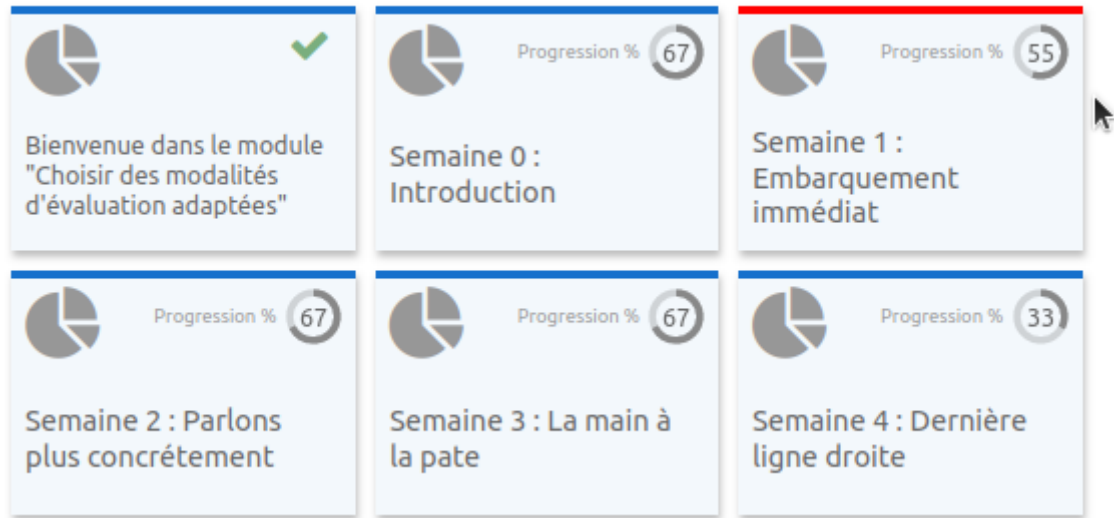 Bienvenue dans le module
"Choisir des modalités
d'évaluation adaptées"
Progression % 67
Semaine 0 :
Introduction
Progression % 55
Semaine 1 :
Embarquement
immédiat
Progression % 67
Semaine 2 : Parlons
plus concrétement
Progression % 67
Semaine 3 : La main à
la pate
Progression % 33
Semaine 4 : Dernière
ligne droite